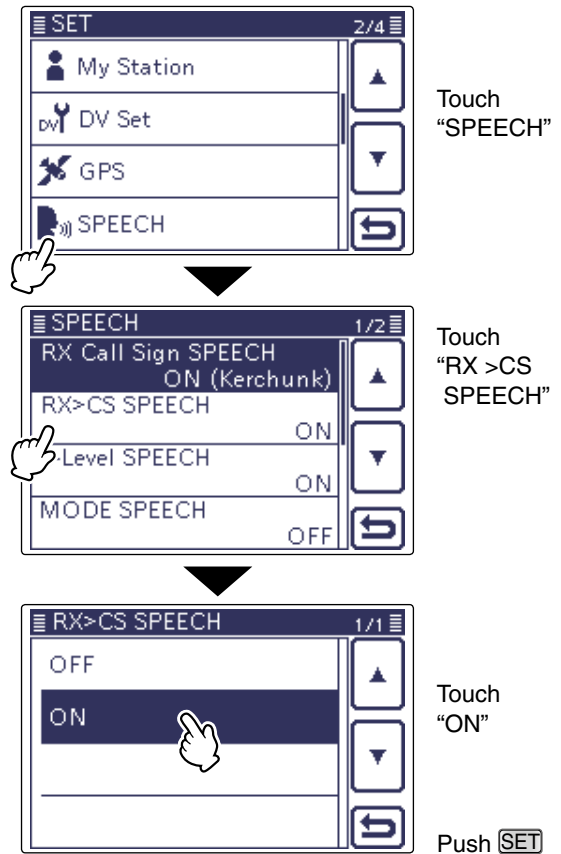 SET 2/4
My Station
DV DV Set
GPS
SPEECH
Touch
“SPEECH”
SPEECH 1/2
RX Call Sign SPEECH
ON (Kerchunk)
RX>CS SPEECH
ON
-Level SPEECH
ON
MODE SPEECH
OFF
Touch
“RX >CS
SPEECH”
RX>CS SPEECH 1/1
OFF
ON
Touch
“ON”
Push SET